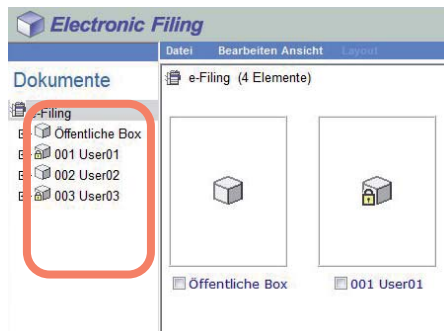 Electronic Filing
Datei Bearbeiten Ansicht Layout
Dokumente
e-Filing (4 Elemente)
e-Filing
Öffentliche Box
001 User01
002 User02
003 User03
Öffentliche Box
001 User01